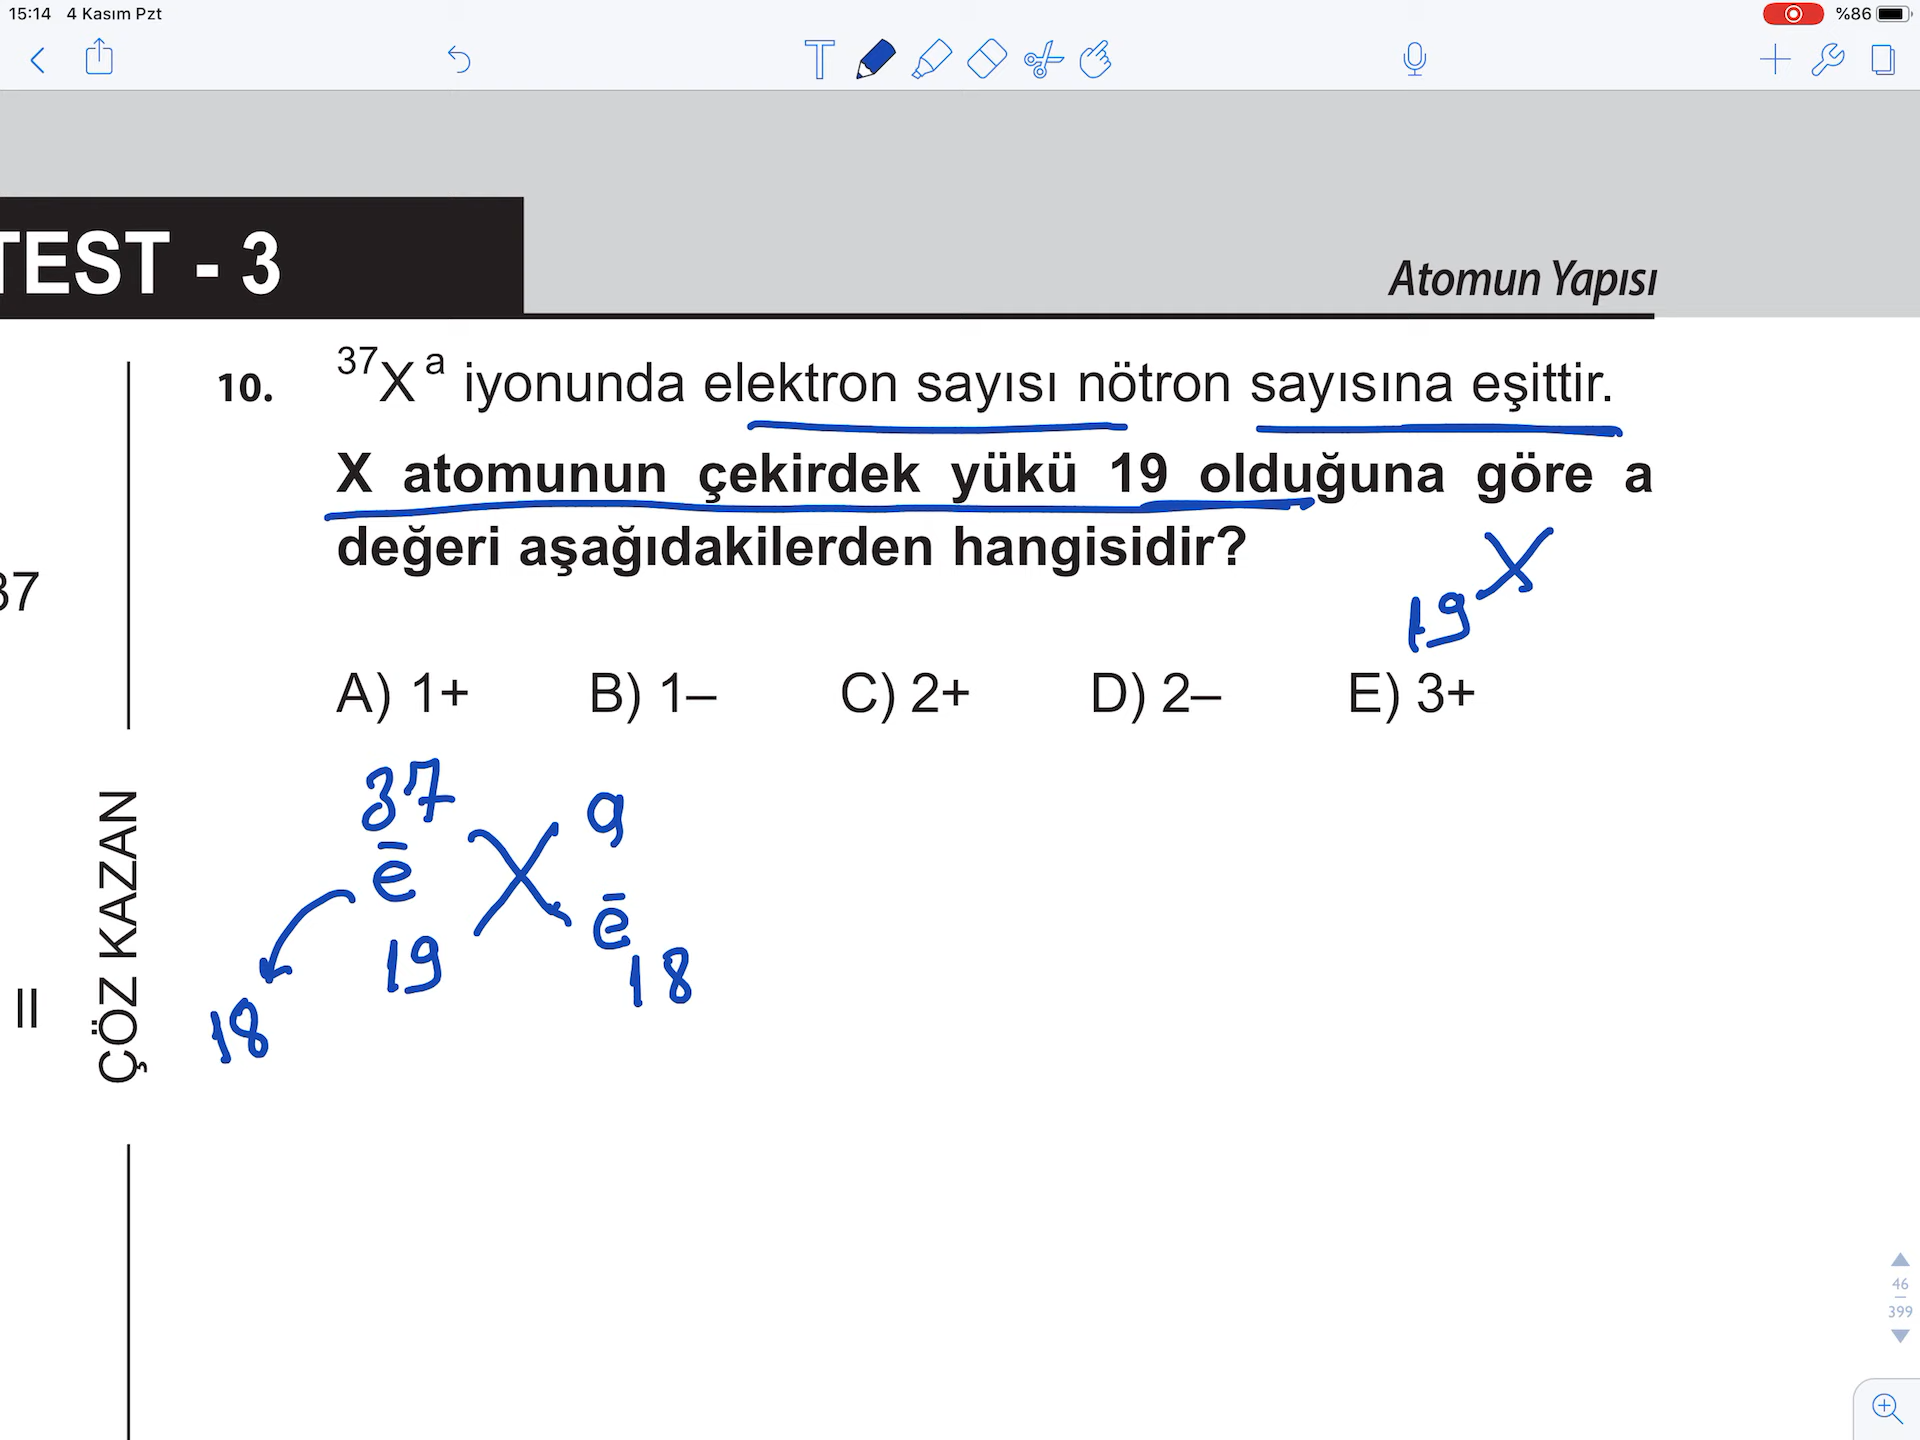 15:14 4 Kasım Pzt
%86
TEST - 3
Atomun Yapısı
10. ³⁷Xᵃ iyonunda elektron sayısı nötron sayısına eşittir.
X atomunun çekirdek yükü 19 olduğuna göre a
değeri aşağıdakilerden hangisidir?
19X
A) 1+ B) 1– C) 2+ D) 2– E) 3+
37
II
ÇÖZ KAZAN
37 X a
ē ē
19 18
18
46
399